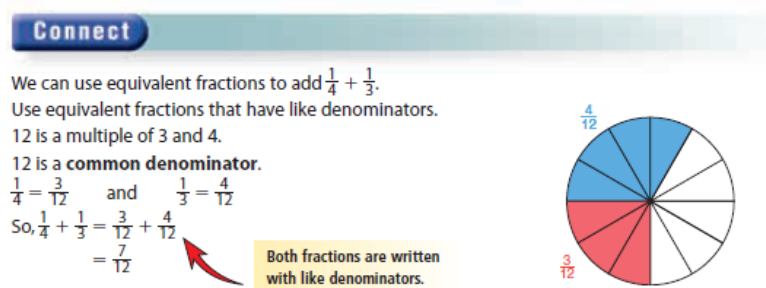 Connect
We can use equivalent fractions to add 1/4 + 1/3.
Use equivalent fractions that have like denominators.
12 is a multiple of 3 and 4.
12 is a common denominator.
1/4 = 3/12 and 1/3 = 4/12
So, 1/4 + 1/3 = 3/12 + 4/12
= 7/12
Both fractions are written
with like denominators.
4/12
3/12